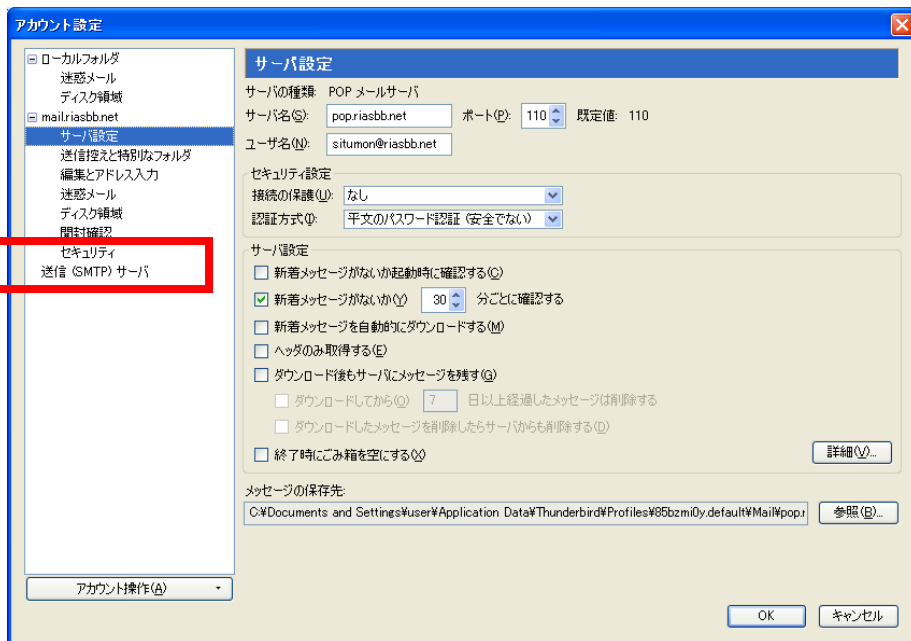 アカウント設定
ローカルフォルダ
迷惑メール
ディスク領域
mail.riasbb.net
サーバ設定
送信控えと特別なフォルダ
編集とアドレス入力
迷惑メール
ディスク領域
開封確認
セキュリティ
送信 (SMTP) サーバ
アカウント操作(A)
サーバ設定
サーバの種類: POP メールサーバ
サーバ名(S): pop.riasbb.net ポート(P): 110 既定値: 110
ユーザ名(N): situmon@riasbb.net
セキュリティ設定
接続の保護(U): なし
認証方式(I): 平文のパスワード認証 (安全でない)
サーバ設定
新着メッセージがないか起動時に確認する(C)
新着メッセージがないか(Y) 30 分ごとに確認する
新着メッセージを自動的にダウンロードする(M)
ヘッダのみ取得する(E)
ダウンロード後もサーバにメッセージを残す(G)
ダウンロードしてから(O) 7 日以上経過したメッセージは削除する
ダウンロードしたメッセージを削除したらサーバからも削除する(D)
終了時にごみ箱を空にする(X)
詳細(V)...
メッセージの保存先:
C:¥Documents and Settings¥user¥Application Data¥Thunderbird¥Profiles¥85bzmi0y.default¥Mail¥pop.r
参照(B)...
OK キャンセル